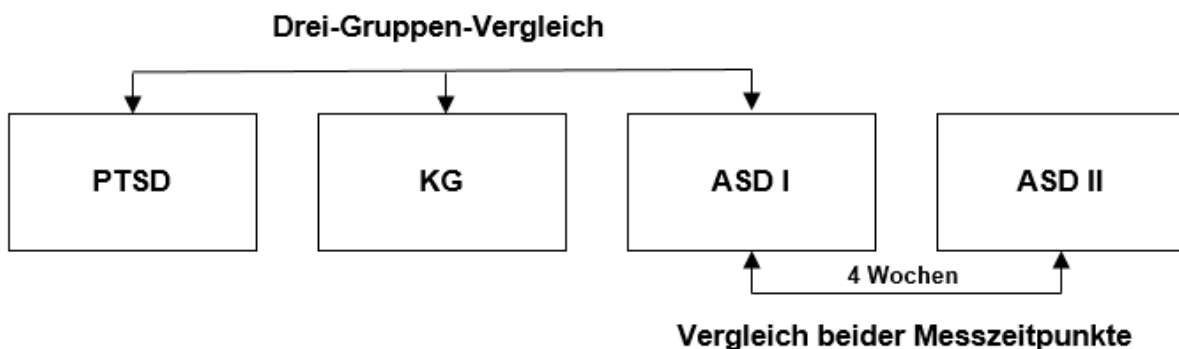 Drei-Gruppen-Vergleich
PTSD
KG
ASD I
ASD II
4 Wochen
Vergleich beider Messzeitpunkte